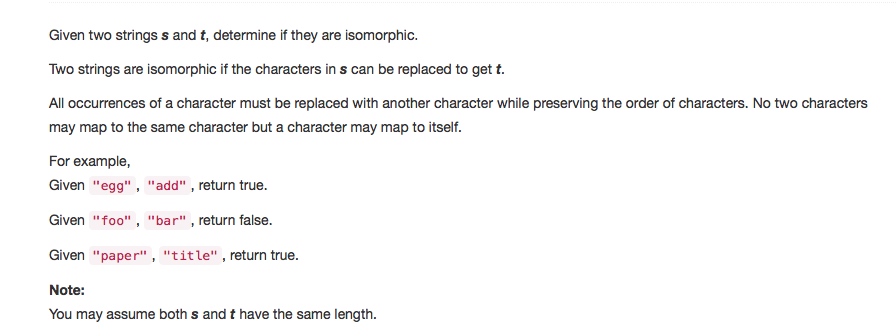 Given two strings s and t, determine if they are isomorphic.
Two strings are isomorphic if the characters in s can be replaced to get t.
All occurrences of a character must be replaced with another character while preserving the order of characters. No two characters
may map to the same character but a character may map to itself.
For example,
Given "egg", "add", return true.
Given "foo", "bar", return false.
Given "paper", "title", return true.
Note:
You may assume both s and t have the same length.